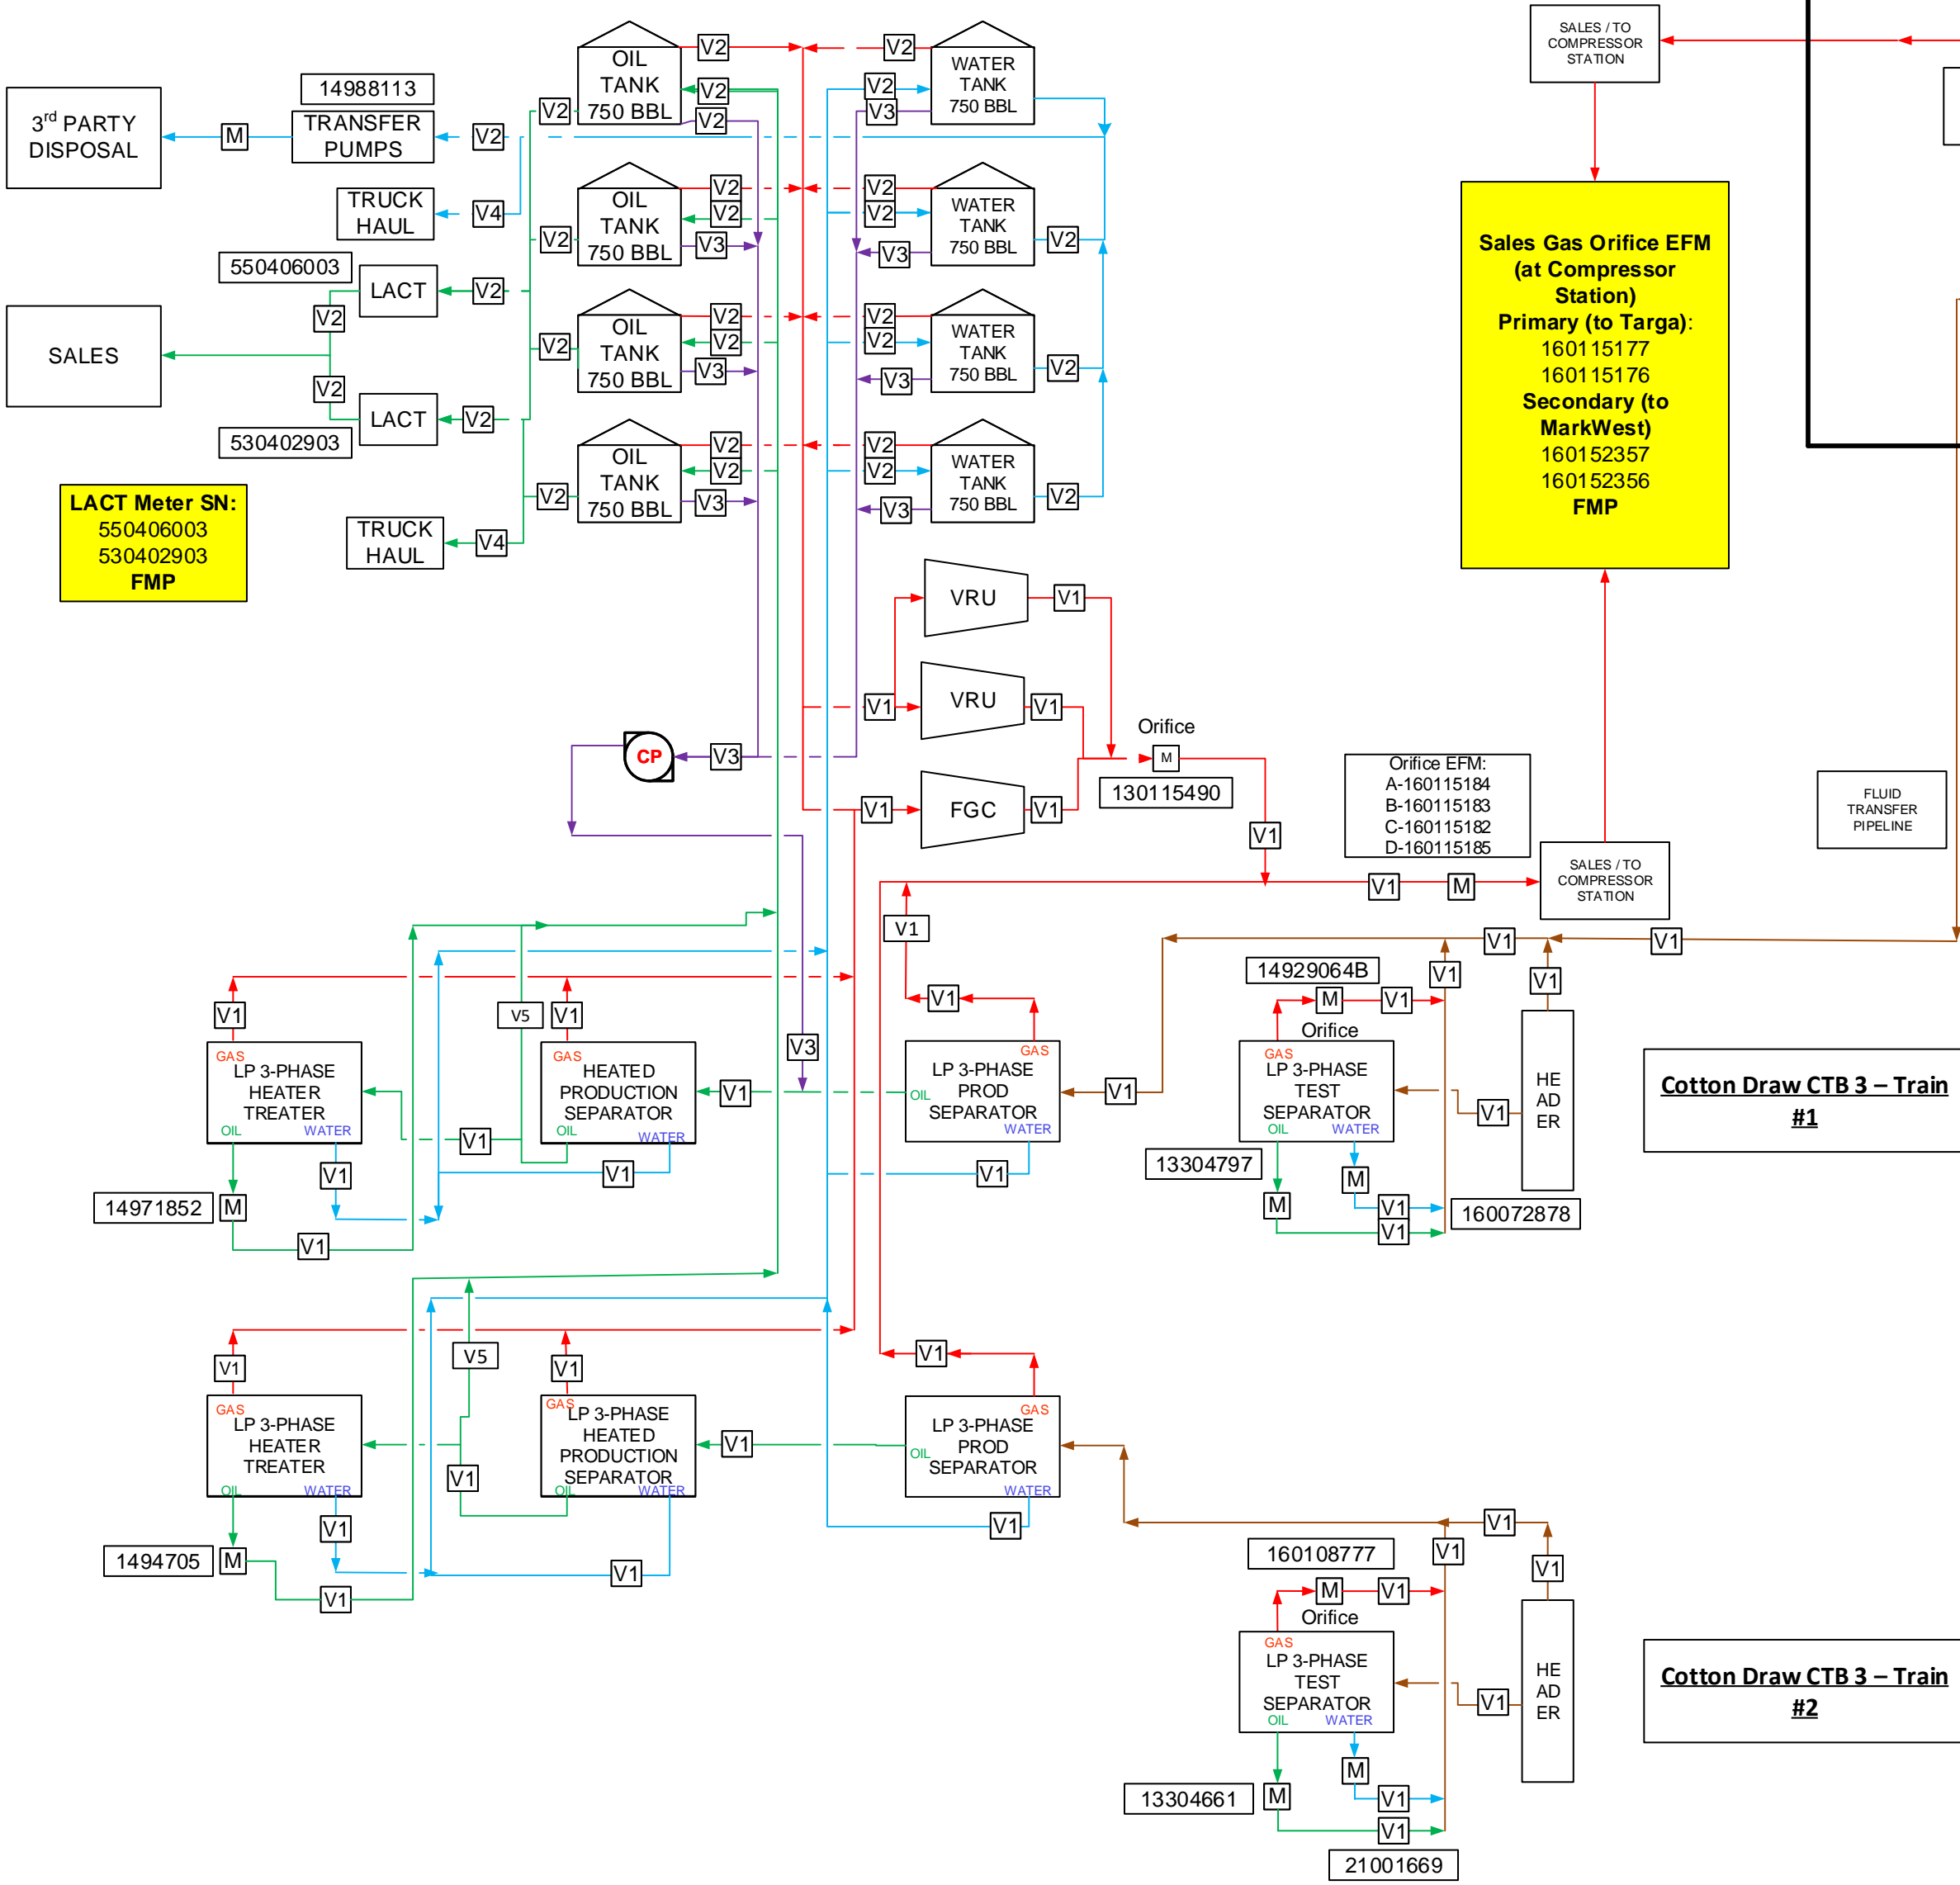 OIL
TANK
750 BBL
V2
V2
V2
V2
V2
V2
V3
WATER
TANK
750 BBL
SALES / TO
COMPRESSOR
STATION
14988113
3rd PARTY
DISPOSAL
M
TRANSFER
PUMPS
V2
TRUCK
HAUL
V4
V2
OIL
TANK
750 BBL
V2
V2
V3
V2
V2
V3
WATER
TANK
750 BBL
V2
550406003
LACT
V2
V2
SALES
V2
LACT
V2
530402903
V2
OIL
TANK
750 BBL
V2
V2
V3
V2
V2
V3
WATER
TANK
750 BBL
V2
V2
OIL
TANK
750 BBL
V2
V2
V3
V2
V2
V3
WATER
TANK
750 BBL
V2
TRUCK
HAUL
V4
LACT Meter SN:
550406003
530402903
FMP
Sales Gas Orifice EFM
(at Compressor
Station)
Primary (to Targa):
160115177
160115176
Secondary (to
MarkWest)
160152357
160152356
FMP
VRU
V1
V1
VRU
V1
Orifice
M
130115490
CP
V3
V1
FGC
V1
V1
Orifice EFM:
A-160115184
B-160115183
C-160115182
D-160115185
FLUID
TRANSFER
PIPELINE
SALES / TO
COMPRESSOR
STATION
V1
M
V1
V1
V1
V1
V1
14929064B
M
V1
Orifice
V1
V1
V5
V1
V1
V3
GAS
LP 3-PHASE
HEATER
TREATER
OIL
WATER
GAS
HEATED
PRODUCTION
SEPARATOR
OIL
WATER
V1
GAS
LP 3-PHASE
PROD
SEPARATOR
OIL
WATER
V1
GAS
LP 3-PHASE
TEST
SEPARATOR
OIL
WATER
V1
HE
AD
ER
Cotton Draw CTB 3 – Train
#1
V1
V1
V1
V1
14971852
M
V1
13304797
M
M
V1
V1
160072878
V1
V5
V1
V1
GAS
LP 3-PHASE
HEATER
TREATER
OIL
WATER
GAS
LP 3-PHASE
HEATED
PRODUCTION
SEPARATOR
OIL
WATER
V1
V1
GAS
LP 3-PHASE
PROD
SEPARATOR
OIL
WATER
V1
1494705
M
V1
V1
V1
V1
V1
V1
160108777
M
V1
Orifice
GAS
LP 3-PHASE
TEST
SEPARATOR
OIL
WATER
V1
HE
AD
ER
Cotton Draw CTB 3 – Train
#2
13304661
M
M
V1
V1
21001669